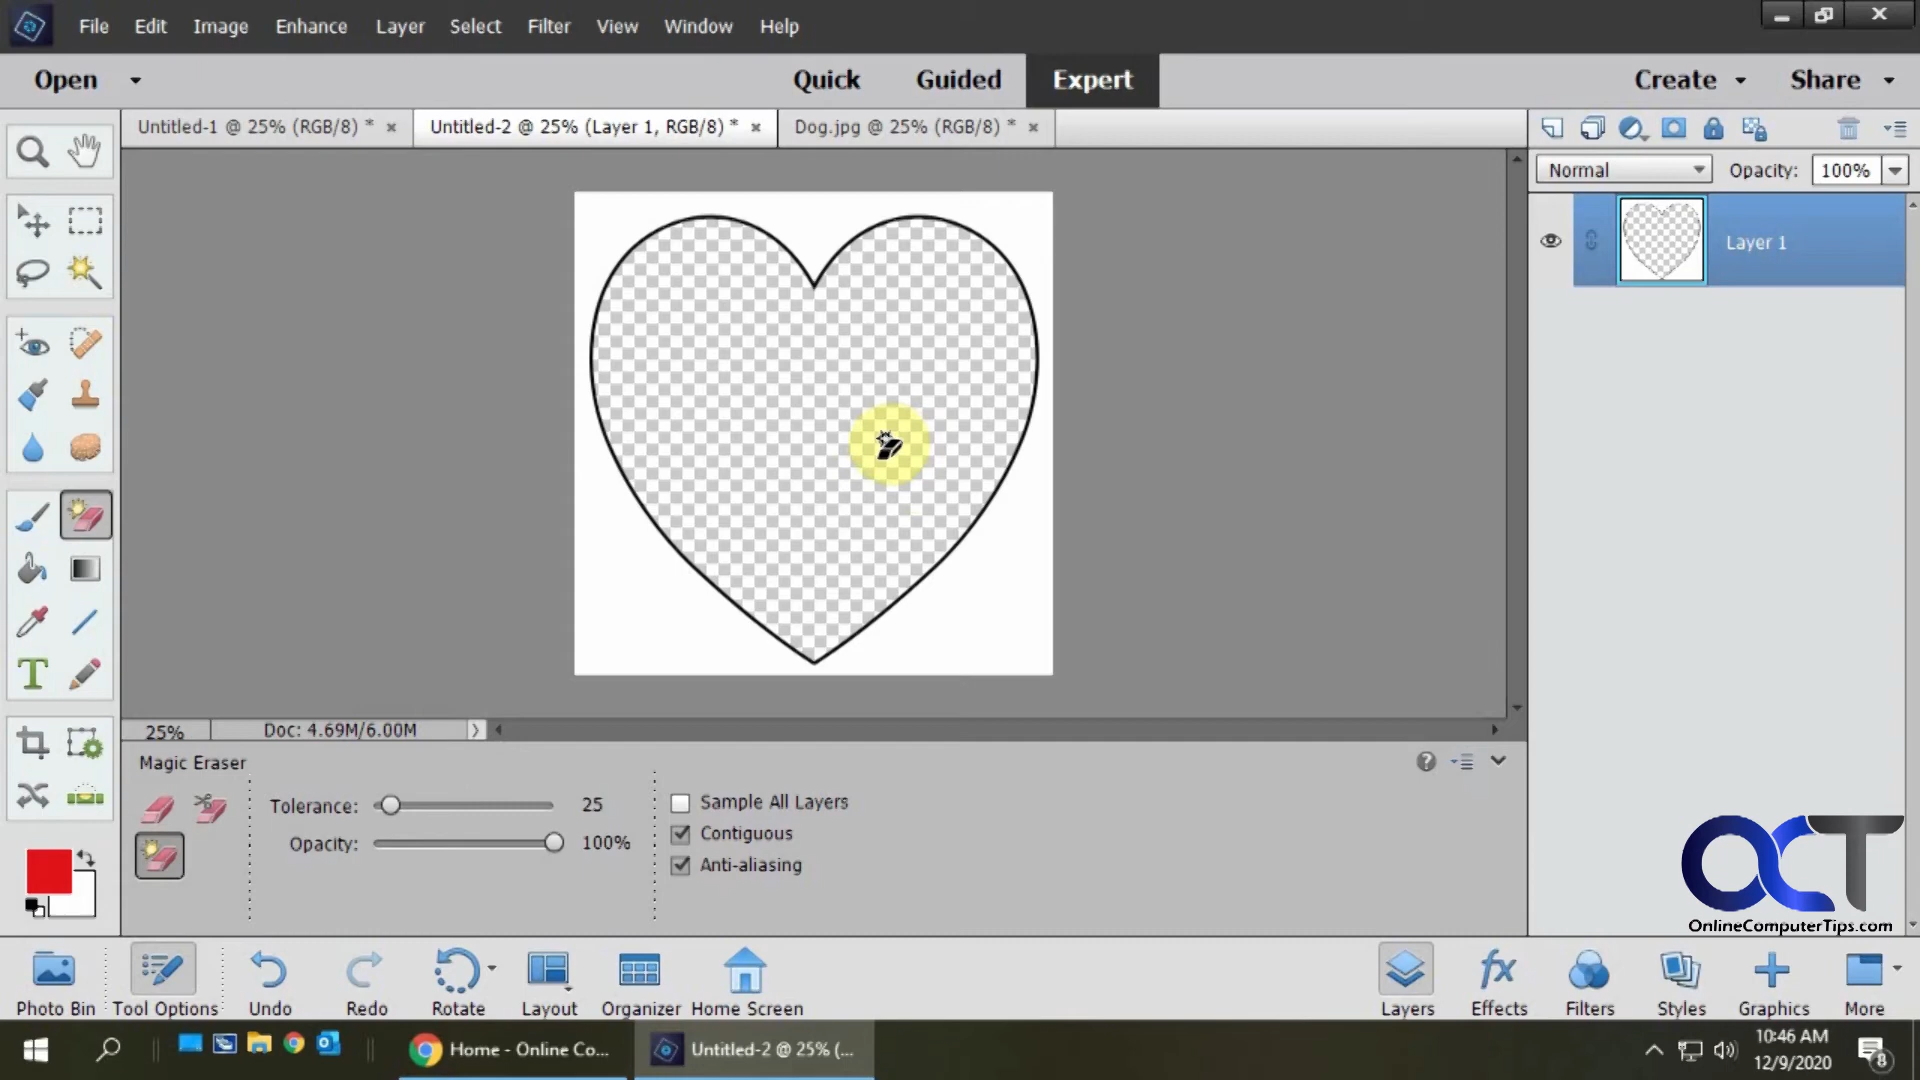 File Edit Image Enhance Layer Select Filter View Window Help
Open Quick Guided Expert Create Share
Untitled-1 @ 25% (RGB/8) * × Untitled-2 @ 25% (Layer 1, RGB/8) * × Dog.jpg @ 25% (RGB/8) * ×
Normal Opacity: 100%
Layer 1
25% Doc: 4.69M/6.00M
Magic Eraser
Tolerance: 25
Opacity: 100%
Sample All Layers
Contiguous
Anti-aliasing
T
OCT
OnlineComputerTips.com
fx
Photo Bin Tool Options Undo Redo Rotate Layout Organizer Home Screen Layers Effects Filters Styles Graphics More
Home - Online Co... Untitled-2 @ 25% (... 10:46 AM
12/9/2020 8